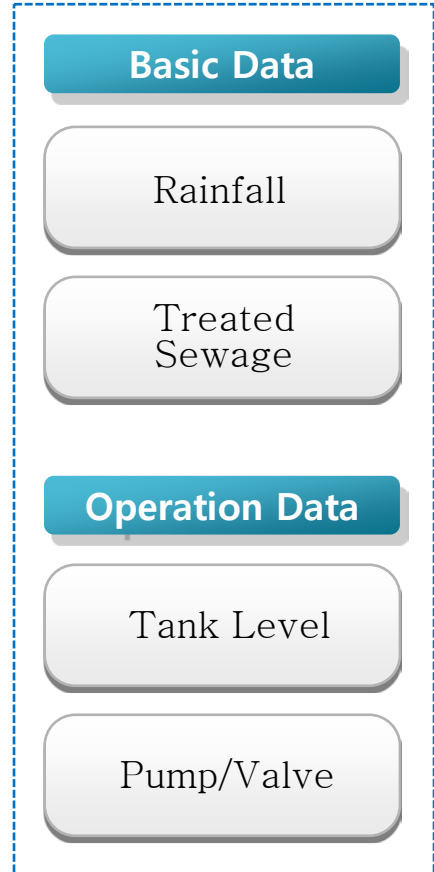 Basic Data
Rainfall
Treated
Sewage
Operation Data
Tank Level
Pump/Valve